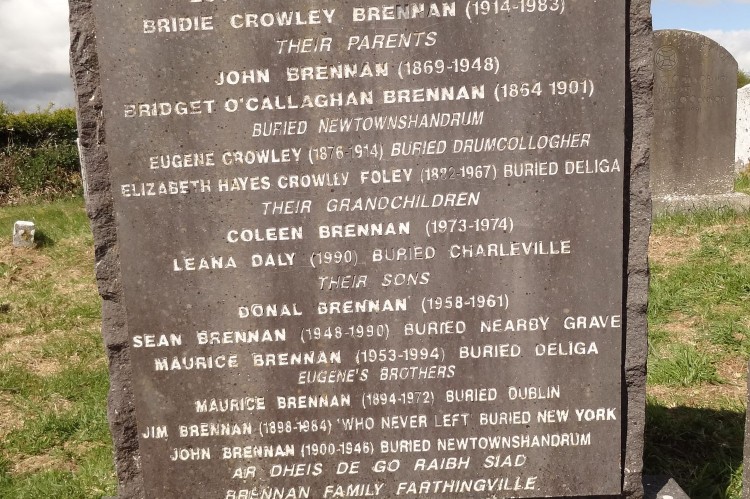 BRIDIE CROWLEY BRENNAN (1914-1983)
THEIR PARENTS
JOHN BRENNAN (1869-1948)
BRIDGET O'CALLAGHAN BRENNAN (1864 1901)
BURIED NEWTOWNSHANDRUM
EUGENE CROWLEY (1876-1914) BURIED DRUMCOLLOGHER
ELIZABETH HAYES CROWLEY FOLEY (1882-1967) BURIED DELIGA
THEIR GRANDCHILDREN
COLEEN BRENNAN (1973-1974)
LEANA DALY (1990) BURIED CHARLEVILLE
THEIR SONS
DONAL BRENNAN (1958-1961)
SEAN BRENNAN (1948-1990) BURIED NEARBY GRAVE
MAURICE BRENNAN (1953-1994) BURIED DELIGA
EUGENE'S BROTHERS
MAURICE BRENNAN (1894-1972) BURIED DUBLIN
JIM BRENNAN (1898-1984) 'WHO NEVER LEFT' BURIED NEW YORK
JOHN BRENNAN (1900-1946) BURIED NEWTOWNSHANDRUM
AR DHEIS DE GO RAIBH SIAD
BRENNAN FAMILY FARTHINGVILLE